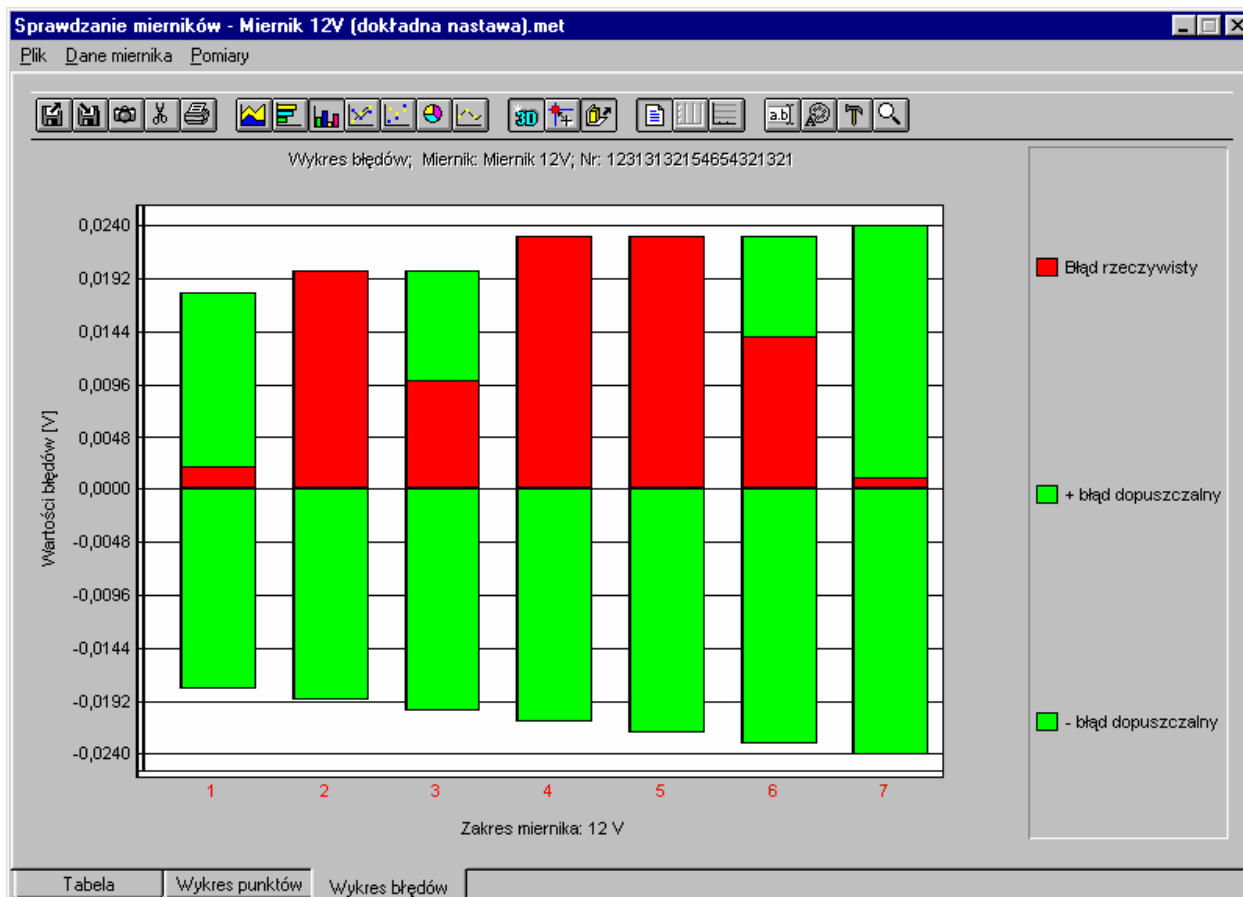 Sprawdzanie mierników - Miernik 12V (dokładna nastawa).met
Plik Dane miernika Pomiary
3D a.b A
Wykres błędów; Miernik: Miernik 12V; Nr: 12313132154654321321
0,0240
0,0192
0,0144
0,0096
0,0048
0,0000
-0,0048
-0,0096
-0,0144
-0,0192
-0,0240
Wartości błędów [V]
1 2 3 4 5 6 7
Zakres miernika: 12 V
Błąd rzeczywisty
+ błąd dopuszczalny
- błąd dopuszczalny
Tabela Wykres punktów Wykres błędów